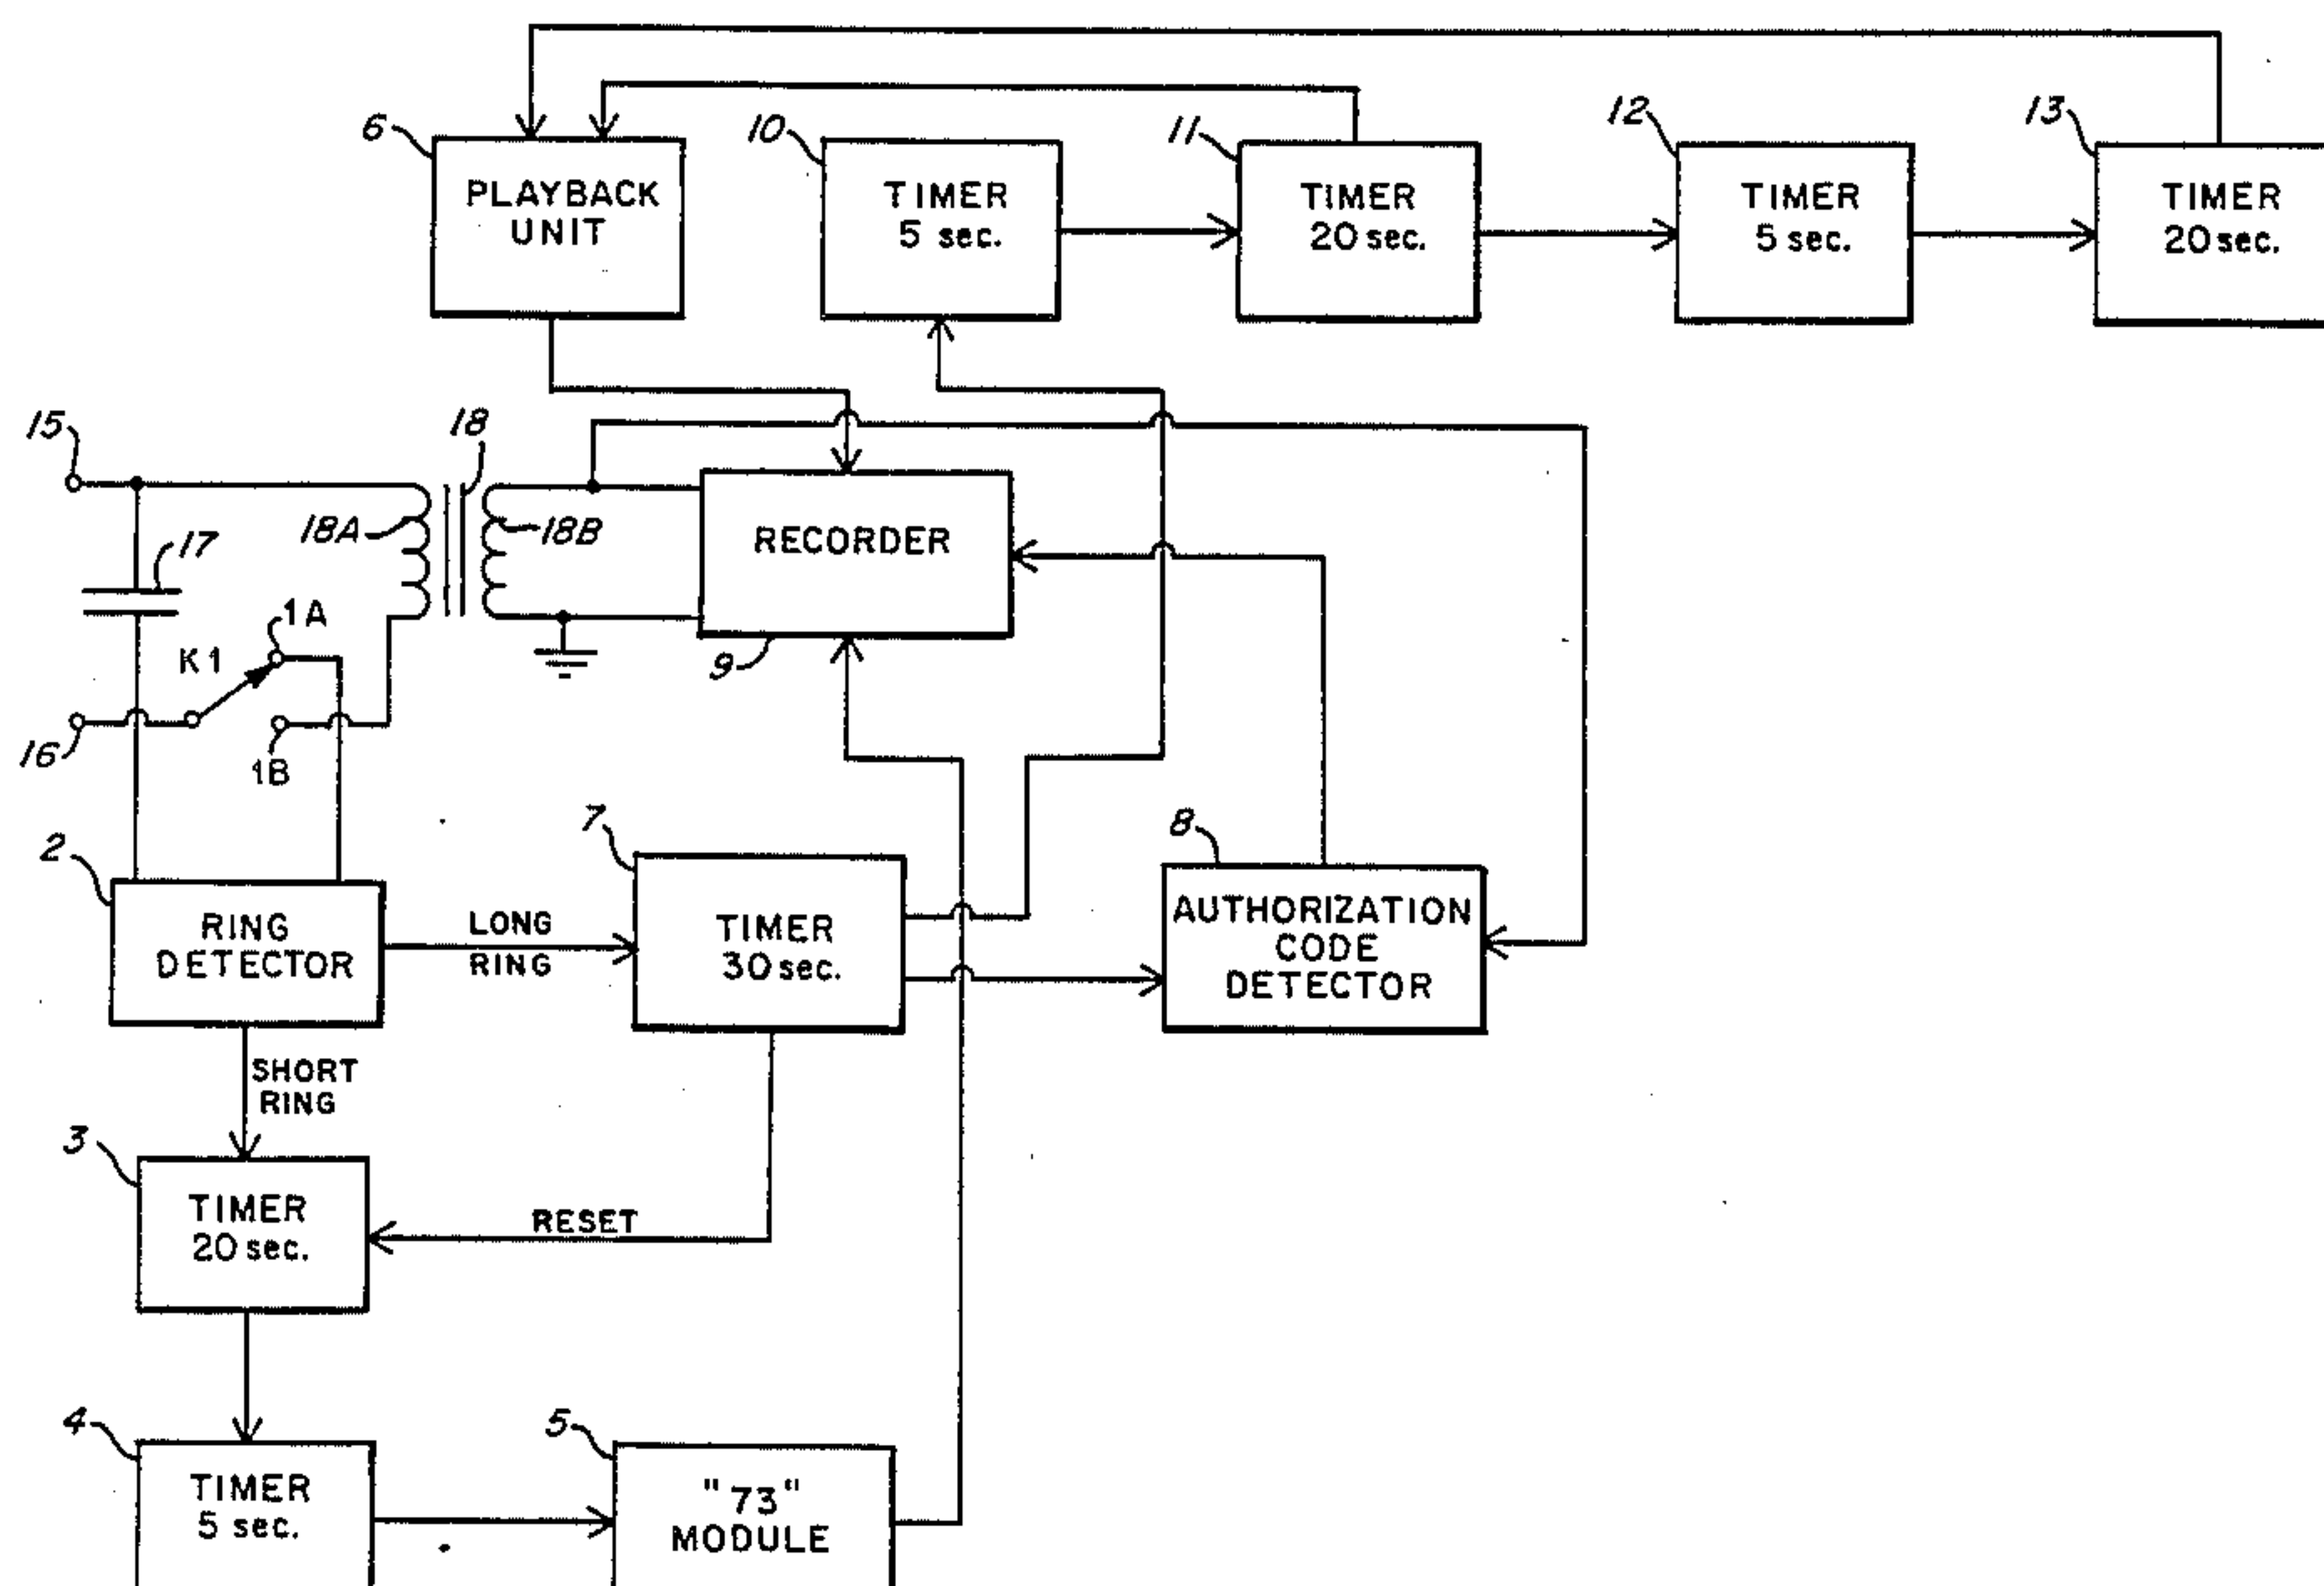 6
PLAYBACK
UNIT
10
TIMER
5 sec.
11
TIMER
20 sec.
12
TIMER
5 sec.
13
TIMER
20 sec.
15
18
18A
18B
17
RECORDER
9
K1
1A
16
1B
2
RING
DETECTOR
LONG
RING
7
TIMER
30 sec.
8
AUTHORIZATION
CODE
DETECTOR
SHORT
RING
3
TIMER
20 sec.
RESET
4
TIMER
5 sec.
5
"73"
MODULE